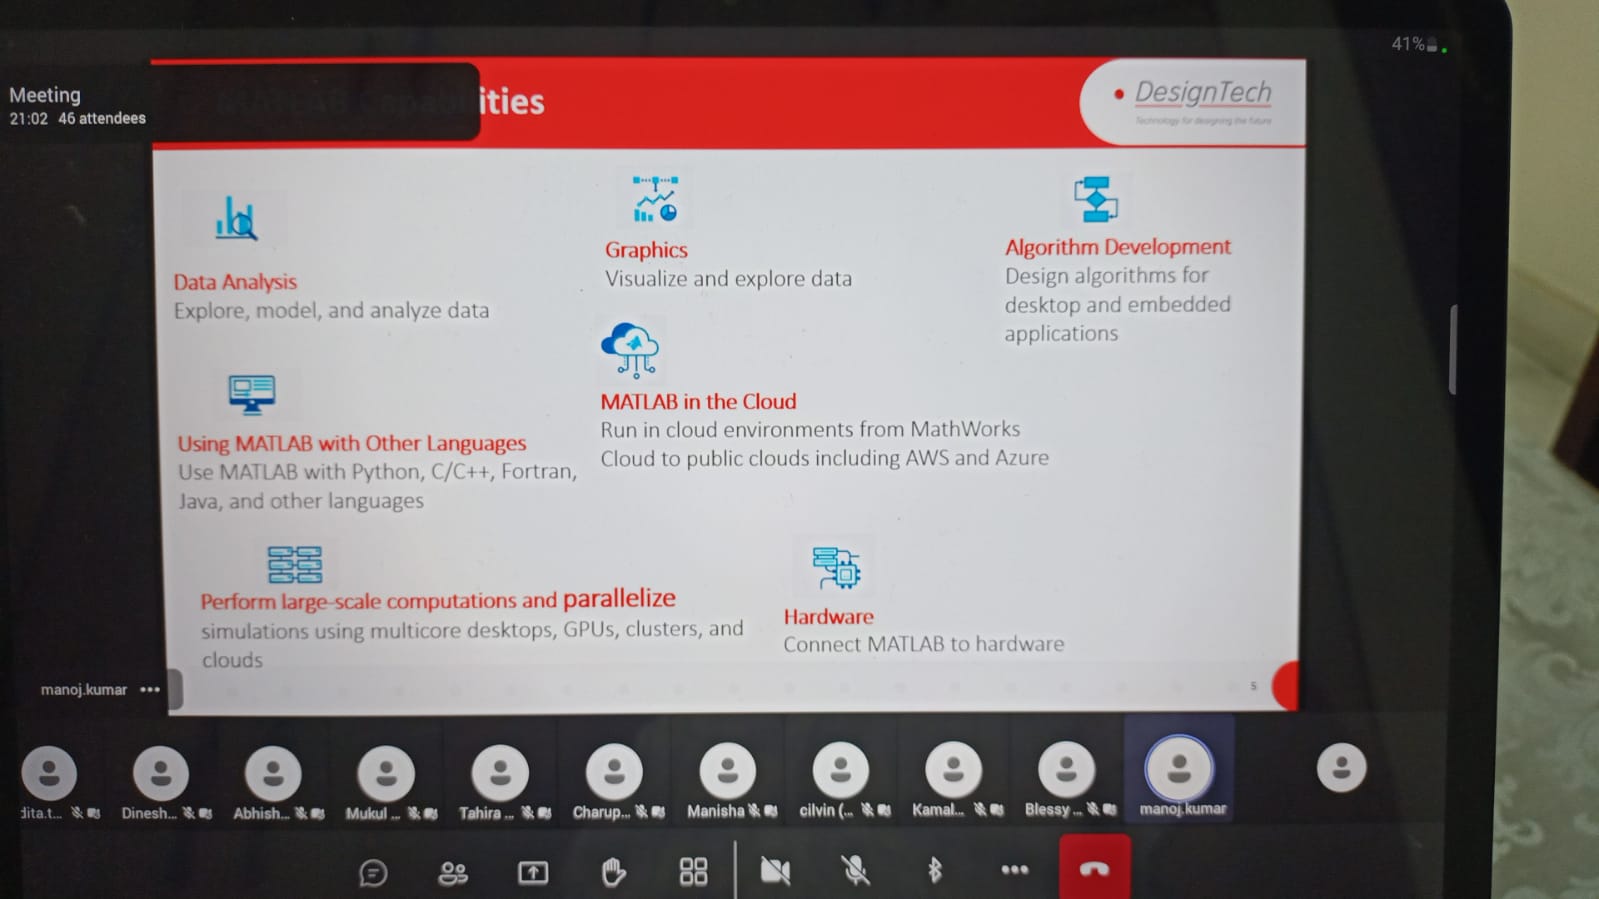 41%
Meeting
21:02 46 attendees
MATLAB Capabilities
DesignTech
Technology for designing the future
Data Analysis
Explore, model, and analyze data
Graphics
Visualize and explore data
Algorithm Development
Design algorithms for
desktop and embedded
applications
Using MATLAB with Other Languages
Use MATLAB with Python, C/C++, Fortran,
Java, and other languages
MATLAB in the Cloud
Run in cloud environments from MathWorks
Cloud to public clouds including AWS and Azure
Perform large-scale computations and parallelize
simulations using multicore desktops, GPUs, clusters, and
clouds
Hardware
Connect MATLAB to hardware
5
manoj.kumar
dita.t... Dinesh... Abhish... Mukul ... Tahira ... Charup... Manisha cilvin (... Kamal... Blessy ... manoj.kumar